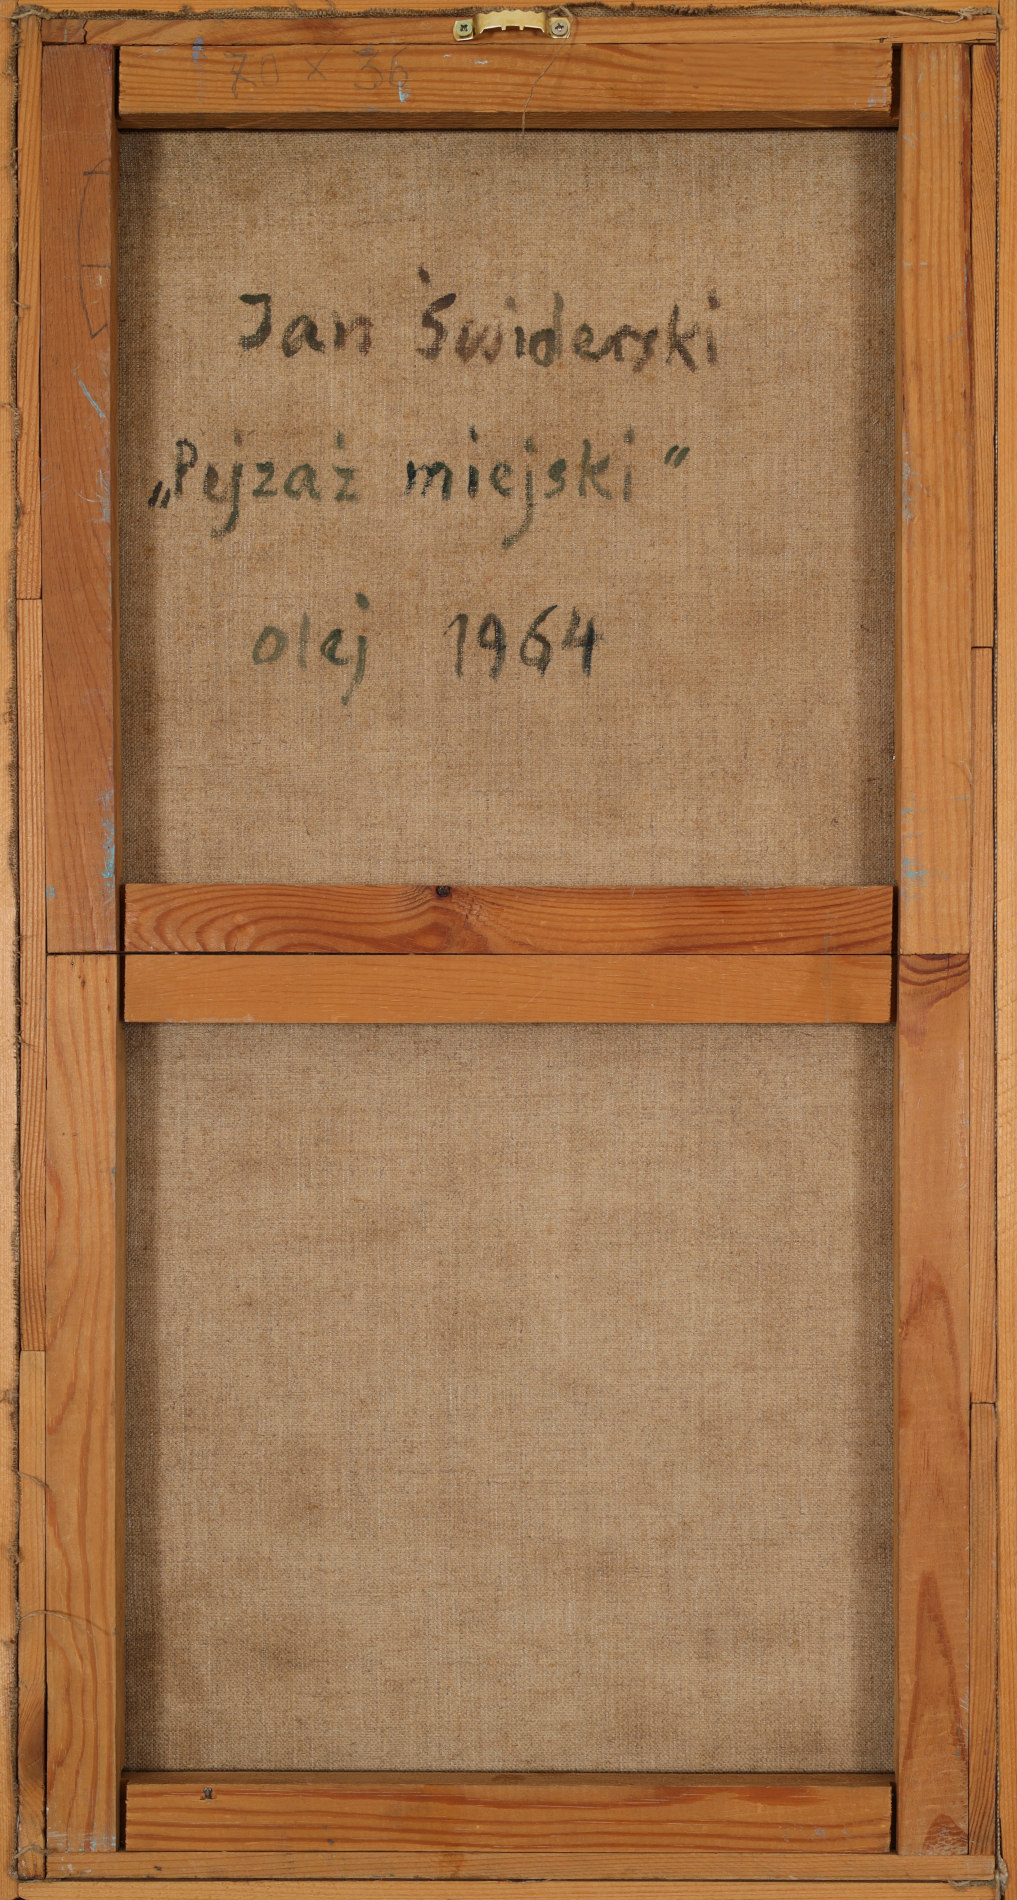 70 x 36
Jan Świderski
„Pejzaż miejski“
olej 1964